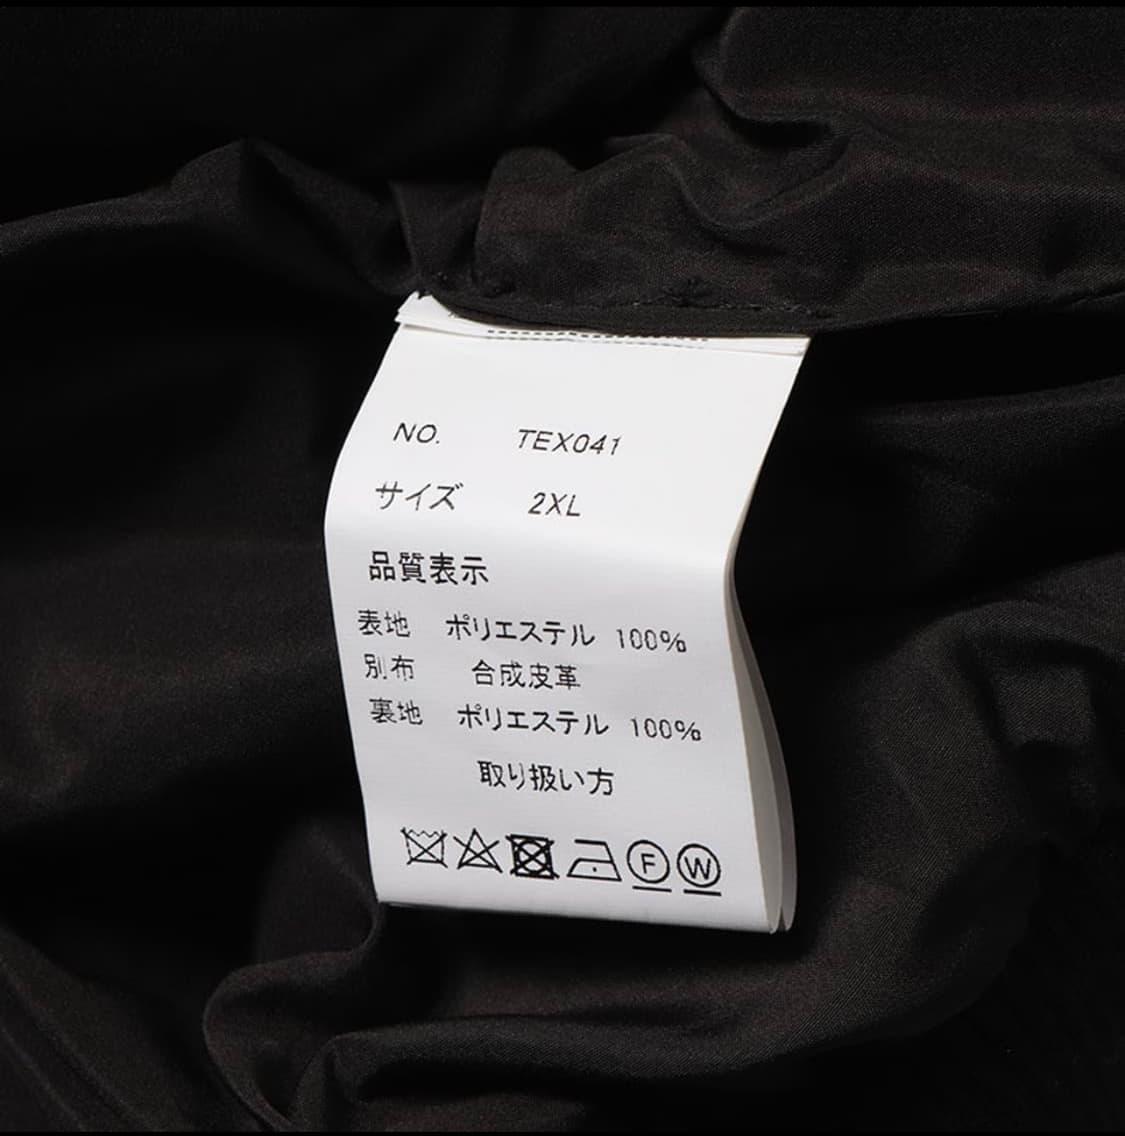 NO. TEX041
サイズ 2XL
品質表示
表地 ポリエステル 100%
別布 合成皮革
裏地 ポリエステル 100%
取り扱い方
F W